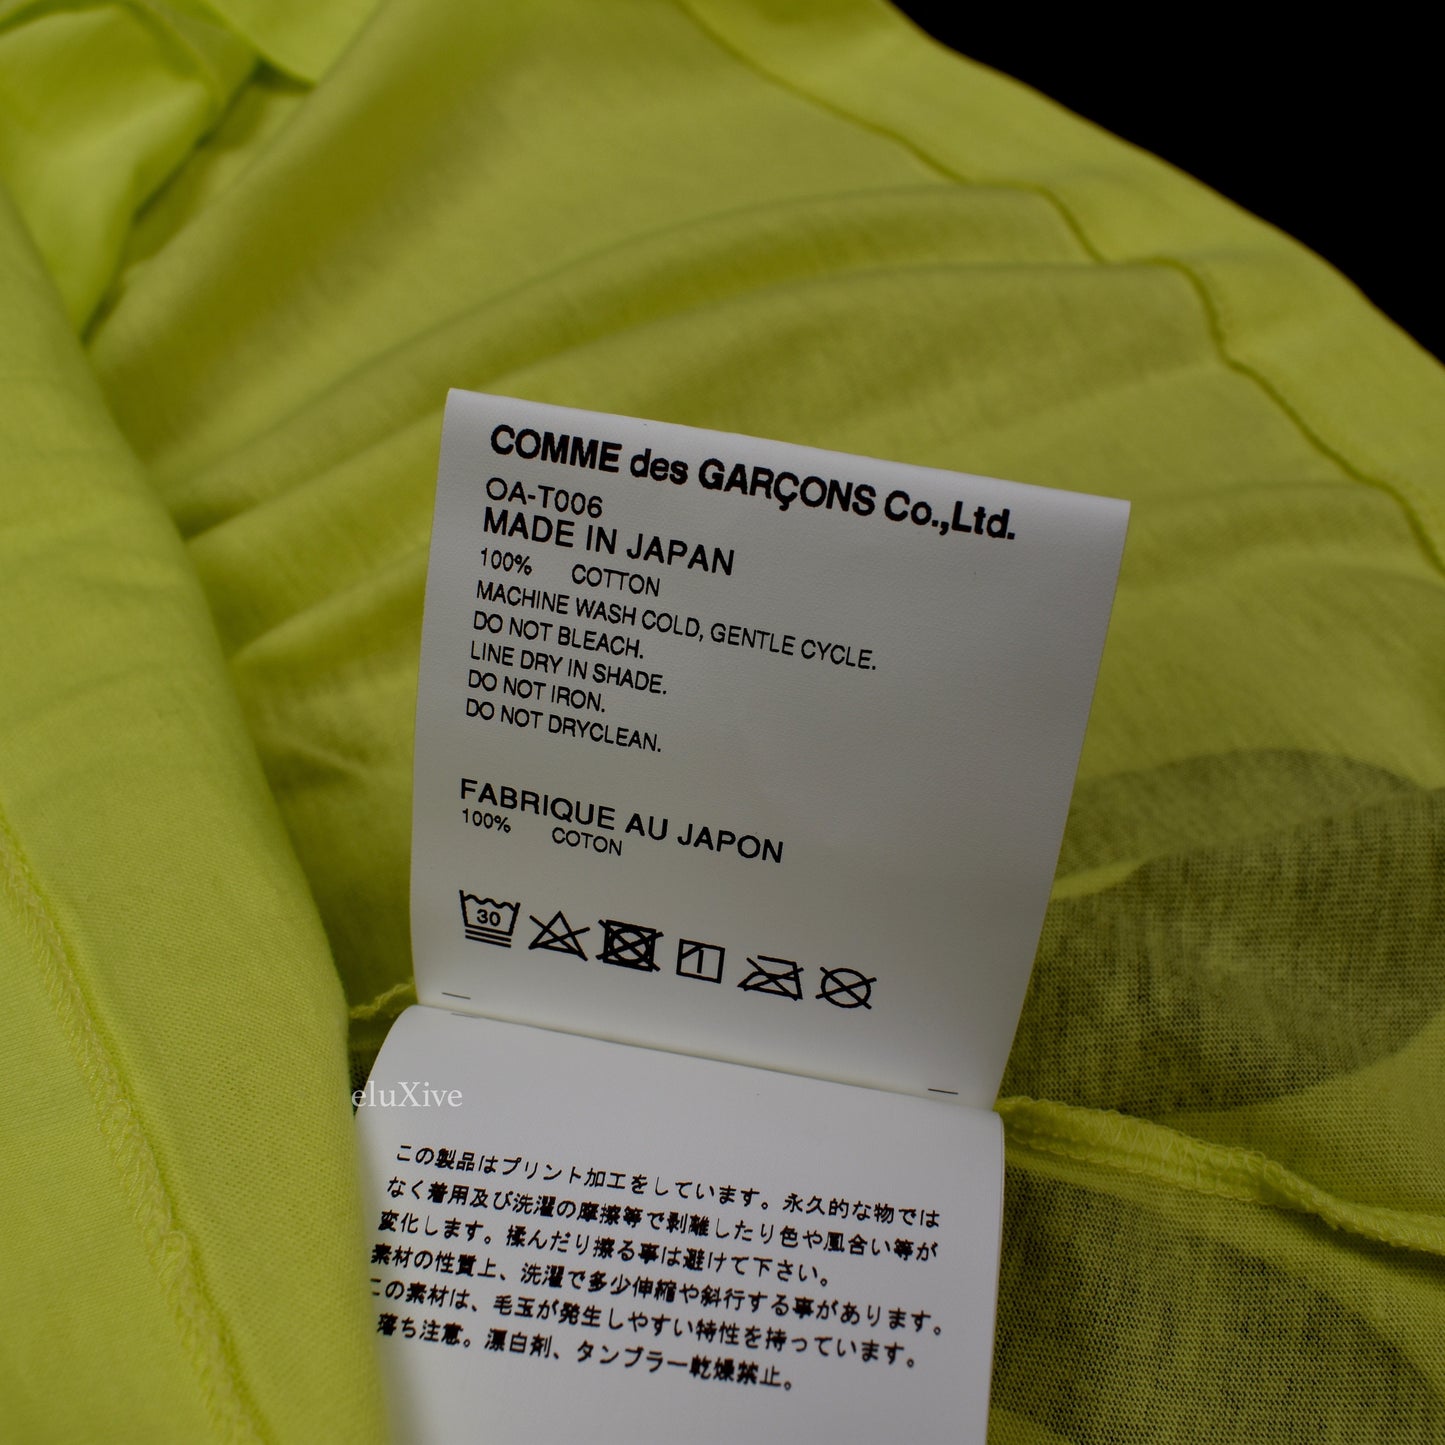 COMME des GARÇONS Co.,Ltd.
OA-T006
MADE IN JAPAN
100% COTTON
MACHINE WASH COLD, GENTLE CYCLE.
DO NOT BLEACH.
LINE DRY IN SHADE.
DO NOT IRON.
DO NOT DRYCLEAN.
FABRIQUE AU JAPON
100% COTON
30
eluXive
この製品はプリント加工をしています。永久的な物では
なく着用及び洗濯の摩擦等で剥離したり色や風合い等が
変化します。揉んだり擦る事は避けて下さい。
素材の性質上、洗濯で多少伸縮や斜行する事があります。
この素材は、毛玉が発生しやすい特性を持っています。
落ち注意。漂白剤、タンブラー乾燥禁止。